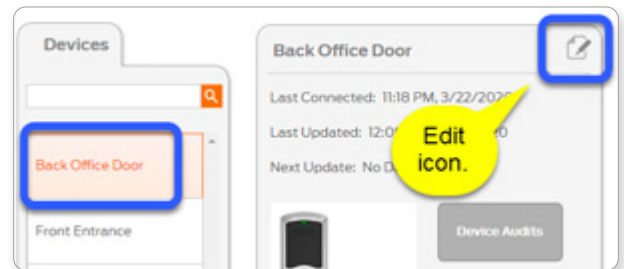 Devices
Back Office Door
Front Entrance
Back Office Door
Last Connected: 11:18 PM, 3/22/2020
Last Updated: 12:0
Next Update: No D
Edit
icon.
Device Audits